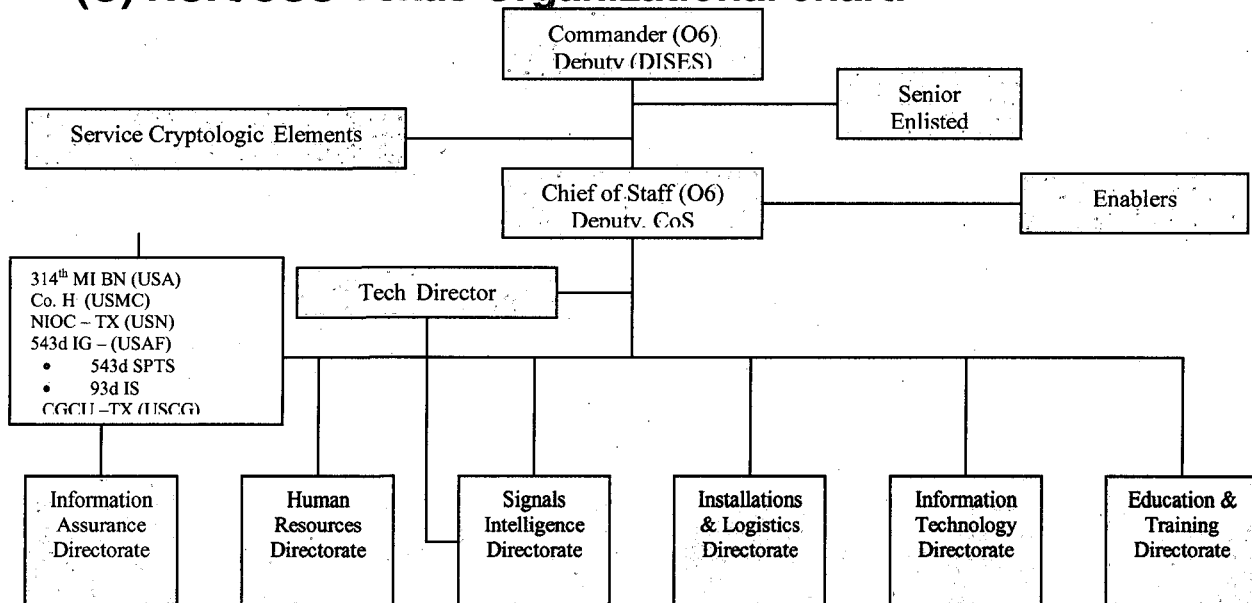 Organizational chart.
Commander (O6)
Deputy (DISES)
Senior
Enlisted
Service Cryptologic Elements
Chief of Staff (O6)
Deputy, CoS
Enablers
314th MI BN (USA)
Co. H (USMC)
NIOC – TX (USN)
543d IG – (USAF)
• 543d SPTS
• 93d IS
CGCU –TX (USCG)
Tech Director
Information
Assurance
Directorate
Human
Resources
Directorate
Signals
Intelligence
Directorate
Installations
& Logistics
Directorate
Information
Technology
Directorate
Education &
Training
Directorate